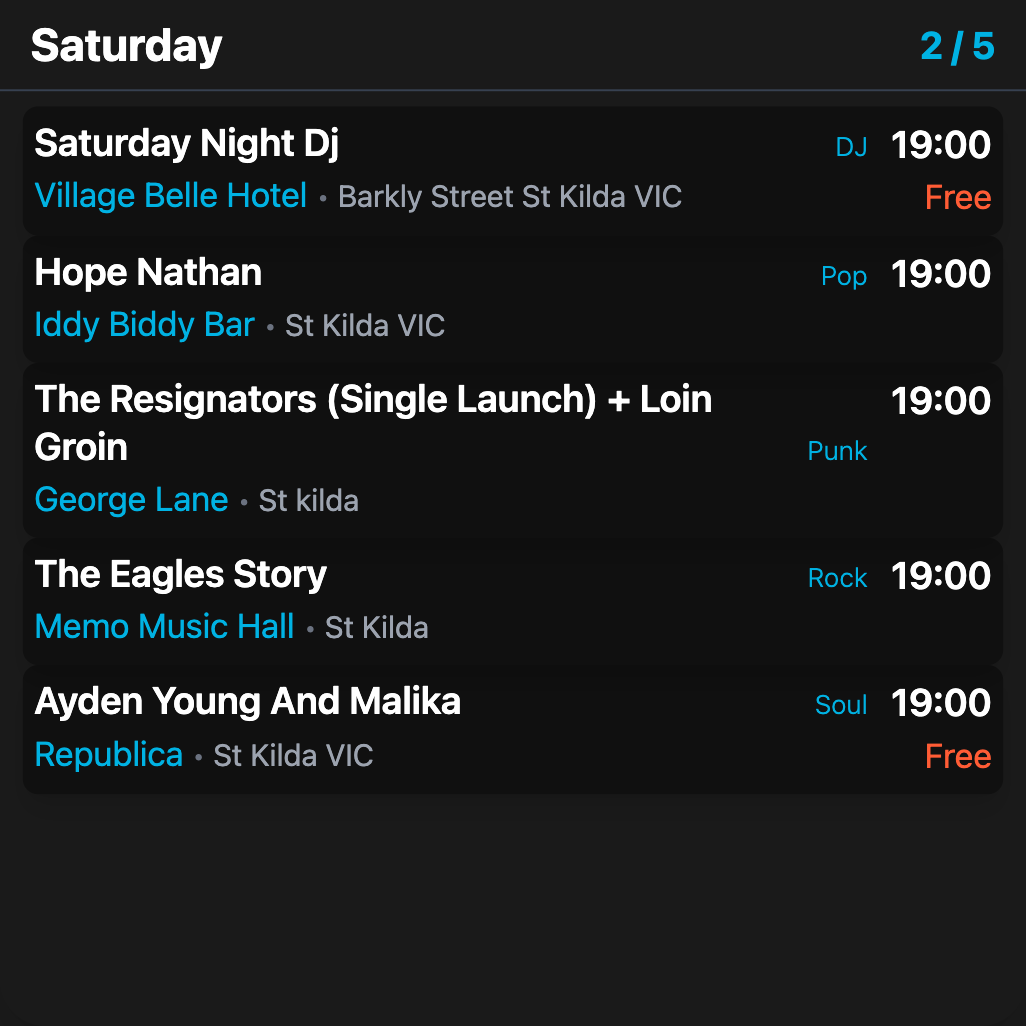 Saturday 2 / 5
Saturday Night Dj DJ 19:00
Village Belle Hotel • Barkly Street St Kilda VIC Free
Hope Nathan Pop 19:00
Iddy Biddy Bar • St Kilda VIC
The Resignators (Single Launch) + Loin 19:00
Groin Punk
George Lane • St kilda
The Eagles Story Rock 19:00
Memo Music Hall • St Kilda
Ayden Young And Malika Soul 19:00
Republica • St Kilda VIC Free